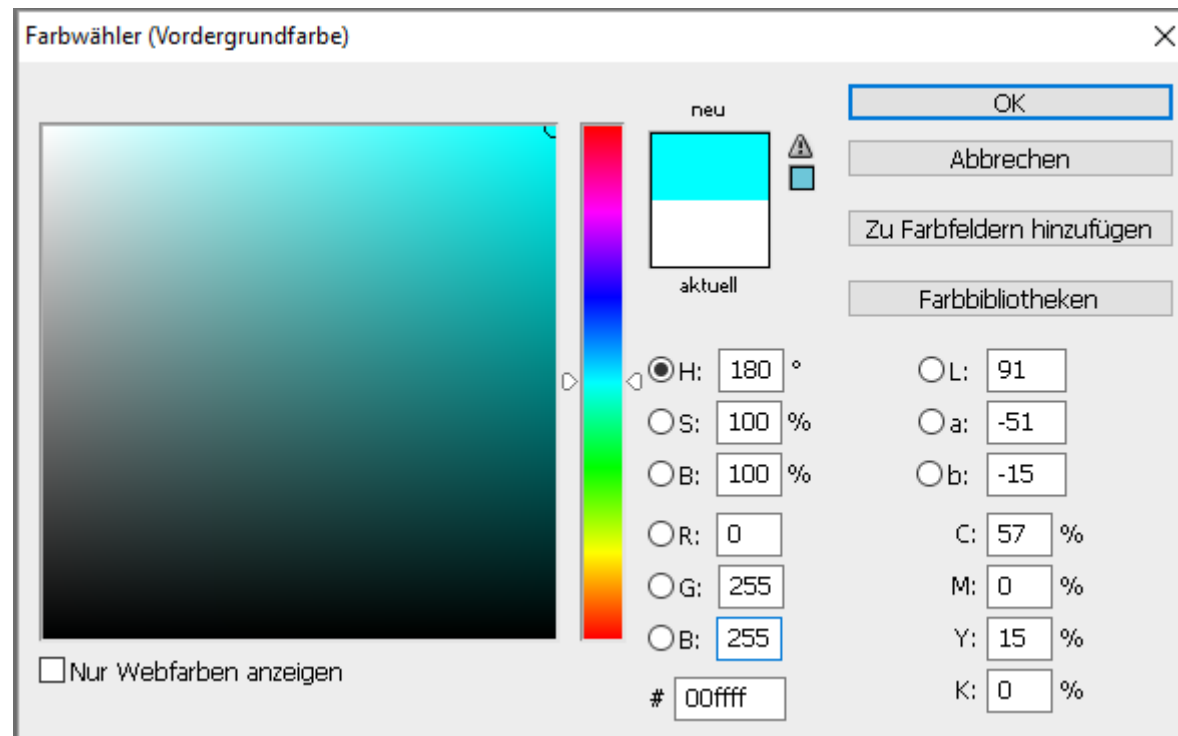 Farbwähler (Vordergrundfarbe)
neu
aktuell
OK
Abbrechen
Zu Farbfeldern hinzufügen
Farbbibliotheken
H: 180 °
S: 100 %
B: 100 %
R: 0
G: 255
B: 255
# 00ffff
L: 91
a: -51
b: -15
C: 57 %
M: 0 %
Y: 15 %
K: 0 %
Nur Webfarben anzeigen